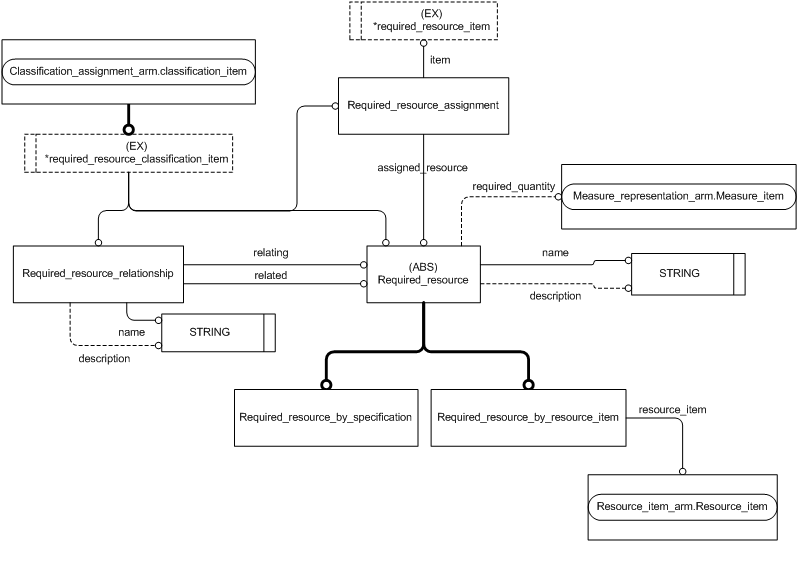 (EX)
*required_resource_item
item
Classification_assignment_arm.classification_item
Required_resource_assignment
(EX)
*required_resource_classification_item
assigned_resource
required_quantity
Measure_representation_arm.Measure_item
relating
name
(ABS)
Required_resource_relationship
Required_resource
STRING
related
description
name
STRING
description
Required_resource_by_specification
Required_resource_by_resource_item
resource_item
Resource_item_arm.Resource_item